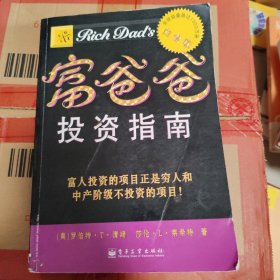 Rich Dad's
富爸爸
投资指南
富人投资的项目正是穷人和
中产阶级不投资的项目！
（美）罗伯特·T·清崎 莎伦·L·莱希特 著
电子工业出版社